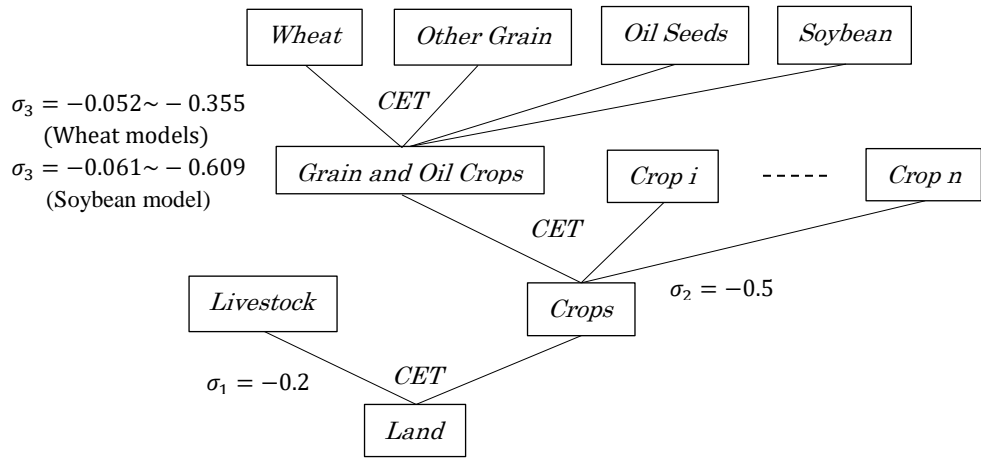 Wheat
Other Grain
Oil Seeds
Soybean
σ₃ = −0.052~ − 0.355
(Wheat models)
CET
σ₃ = −0.061~ − 0.609
(Soybean model)
Grain and Oil Crops
Crop i
Crop n
CET
Livestock
Crops
σ₂ = −0.5
σ₁ = −0.2
CET
Land